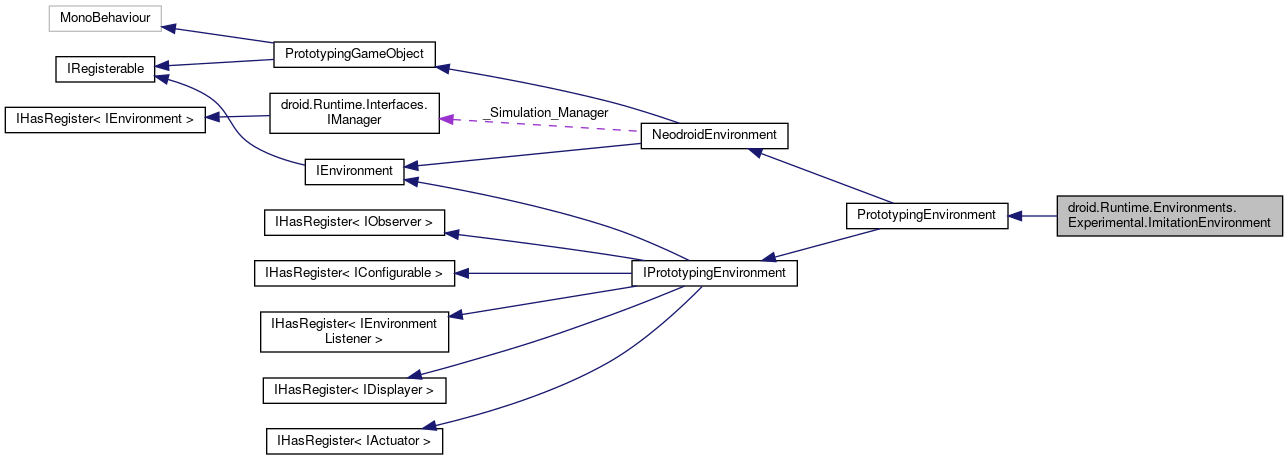 MonoBehaviour
PrototypingGameObject
IRegisterable
droid.Runtime.Interfaces.
IManager
IHasRegister< IEnvironment >
_Simulation_Manager
NeodroidEnvironment
IEnvironment
IHasRegister< IObserver >
PrototypingEnvironment
droid.Runtime.Environments.
Experimental.ImitationEnvironment
IHasRegister< IConfigurable >
IPrototypingEnvironment
IHasRegister< IEnvironment
Listener >
IHasRegister< IDisplayer >
IHasRegister< IActuator >